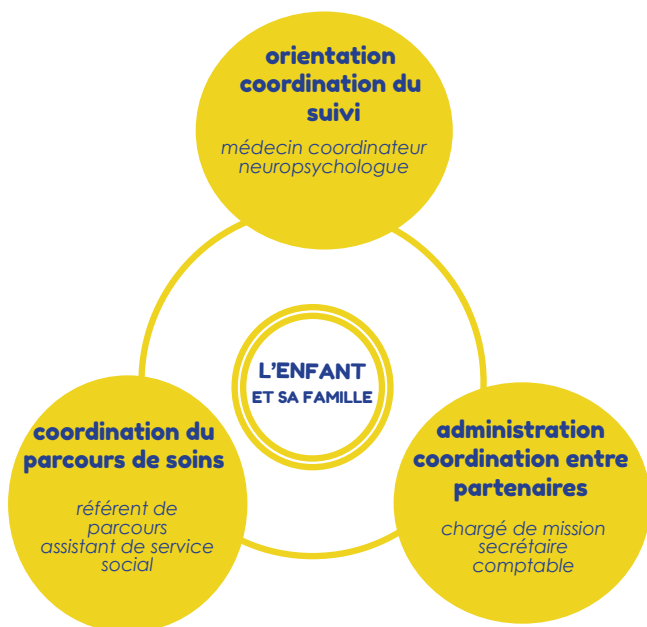 orientation
coordination du
suivi
médecin coordinateur
neuropsychologue
L'ENFANT
ET SA FAMILLE
coordination du
parcours de soins
référent de
parcours
assistant de service
social
administration
coordination entre
partenaires
chargé de mission
secrétaire
comptable